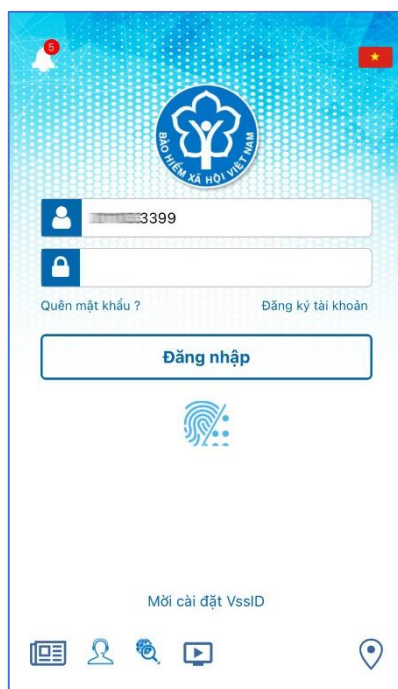 5
BẢO HIỂM XÃ HỘI VIỆT NAM
3399
Quên mật khẩu ?
Đăng ký tài khoản
Đăng nhập
Mời cài đặt VssID